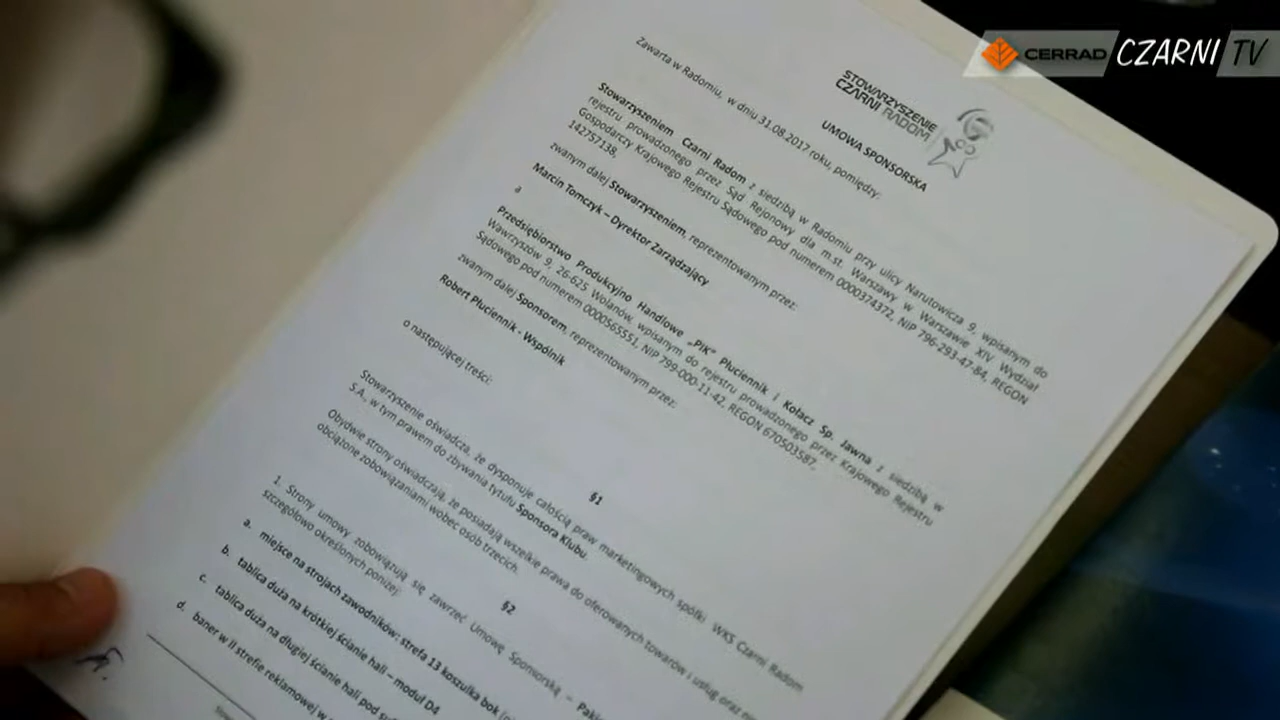 CERRAD CZARNI TV
STOWARZYSZENIE
CZARNI RADOM
100
UMOWA SPONSORSKA
Zawarta w Radomiu, w dniu 31.08.2017 roku, pomiędzy:
Stowarzyszeniem Czarni Radom z siedzibą w Radomiu przy ulicy Narutowicza 9, wpisanym do
rejestru prowadzonego przez Sąd Rejonowy dla m.st. Warszawy w Warszawie XIV Wydział
Gospodarczy Krajowego Rejestru Sądowego pod numerem 0000374372, NIP 796-293-47-84, REGON
142757138,
zwanym dalej Stowarzyszeniem, reprezentowanym przez:
Marcin Tomczyk – Dyrektor Zarządzający
a
Przedsiębiorstwo Produkcyjno Handlowe „PIK" Płuciennik i Kołacz Sp. Jawna z siedzibą w
Wawrzyszów 9, 26-625 Wolanów, wpisanym do rejestru prowadzonego przez Krajowego Rejestru
Sądowego pod numerem 0000565551, NIP 799-000-11-42, REGON 670503587,
zwanym dalej Sponsorem, reprezentowanym przez:
Robert Płuciennik - Wspólnik
o następującej treści:
§1
Stowarzyszenie oświadcza, że dysponuje całością praw marketingowych spółki WKS Czarni Radom
S.A., w tym prawem do zbywania tytułu Sponsora Klubu
Obydwie strony oświadczają, że posiadają wszelkie prawa do oferowanych towarów i usług oraz
obciążone zobowiązaniami wobec osób trzecich.
§2
1. Strony umowy zobowiązują się zawrzeć Umowę Sponsorską –
szczegółowo określonych poniżej:
a. miejsce na strojach zawodników: strefa 13 koszulka bok
b. tablica duża na krótkiej ścianie hali – moduł D4
c. tablica duża na długiej ścianie hali pod
d. baner w II strefie reklamowej w